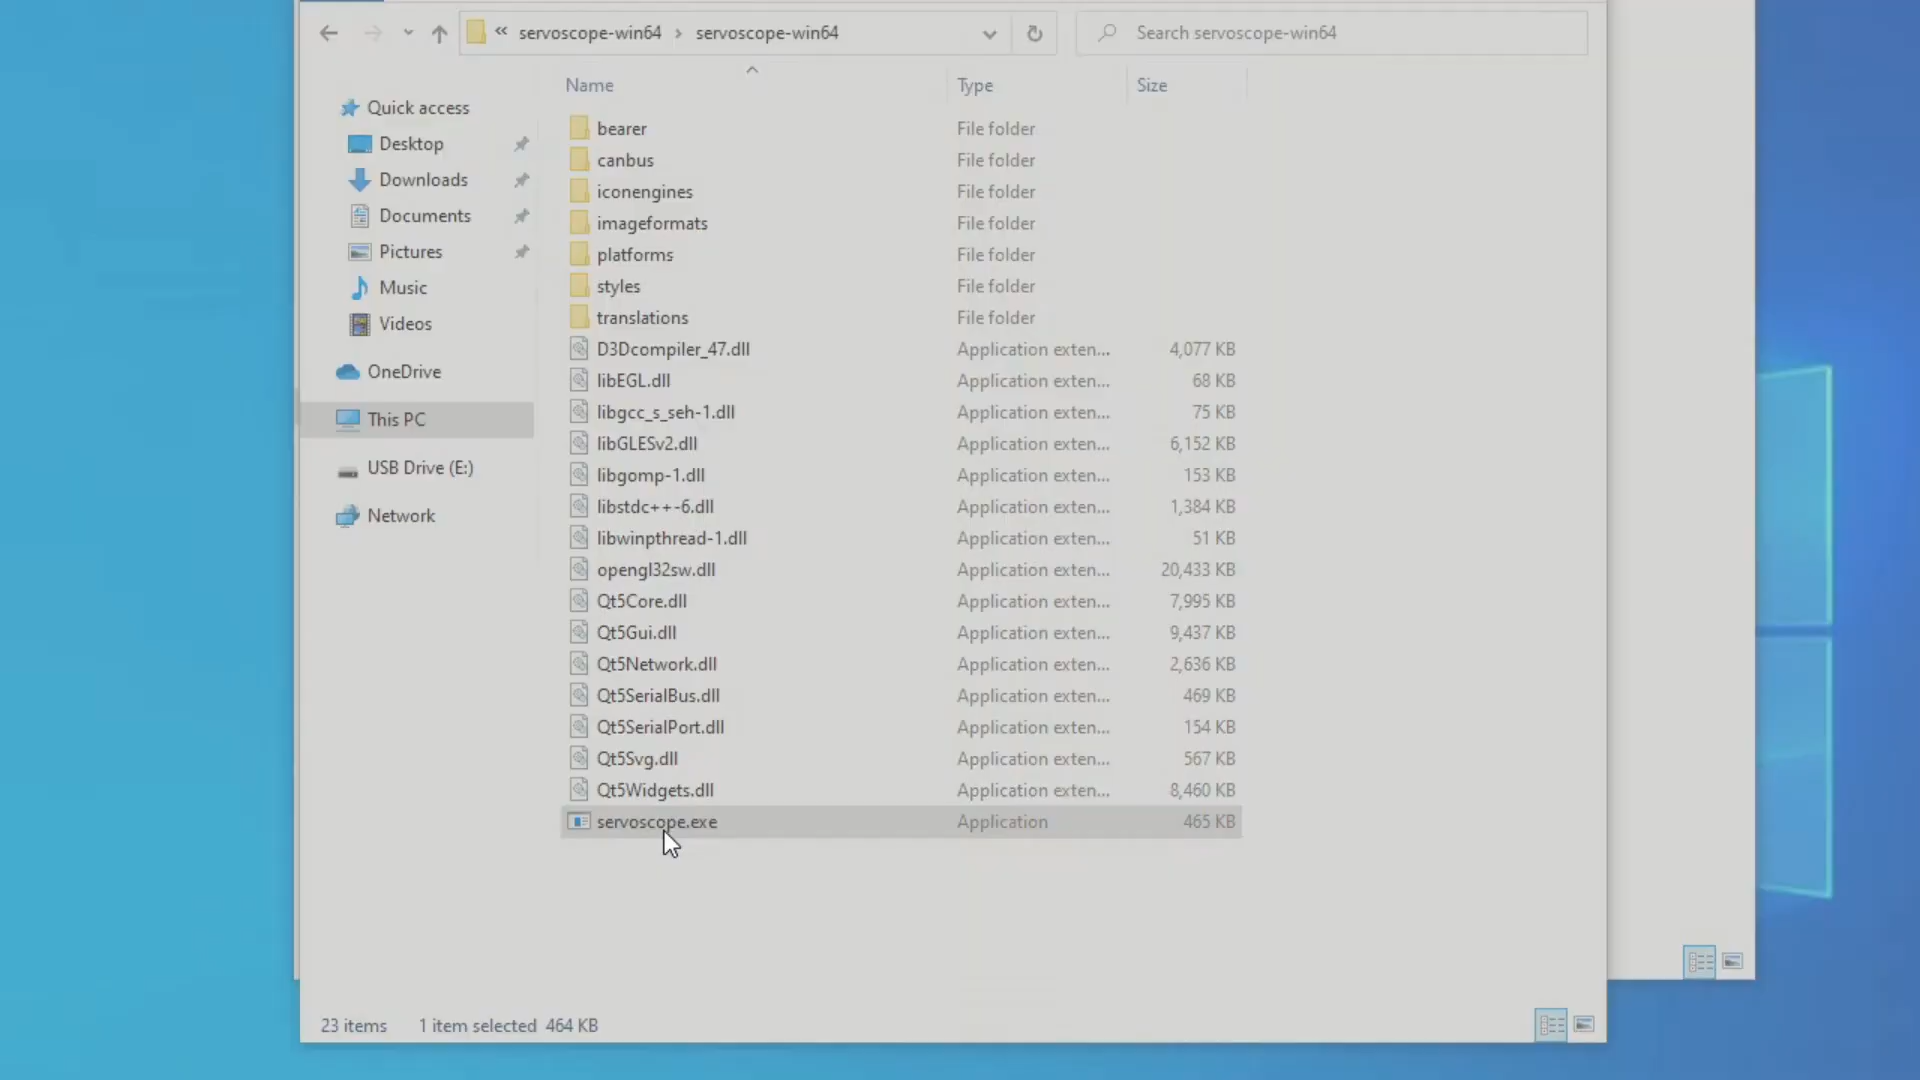 « servoscope-win64 › servoscope-win64
Search servoscope-win64
Name Type Size
Quick access
Desktop
Downloads
Documents
Pictures
Music
Videos
OneDrive
This PC
USB Drive (E:)
Network
bearer File folder
canbus File folder
iconengines File folder
imageformats File folder
platforms File folder
styles File folder
translations File folder
D3Dcompiler_47.dll Application exten... 4,077 KB
libEGL.dll Application exten... 68 KB
libgcc_s_seh-1.dll Application exten... 75 KB
libGLESv2.dll Application exten... 6,152 KB
libgomp-1.dll Application exten... 153 KB
libstdc++-6.dll Application exten... 1,384 KB
libwinpthread-1.dll Application exten... 51 KB
opengl32sw.dll Application exten... 20,433 KB
Qt5Core.dll Application exten... 7,995 KB
Qt5Gui.dll Application exten... 9,437 KB
Qt5Network.dll Application exten... 2,636 KB
Qt5SerialBus.dll Application exten... 469 KB
Qt5SerialPort.dll Application exten... 154 KB
Qt5Svg.dll Application exten... 567 KB
Qt5Widgets.dll Application exten... 8,460 KB
servoscope.exe Application 465 KB
23 items 1 item selected 464 KB